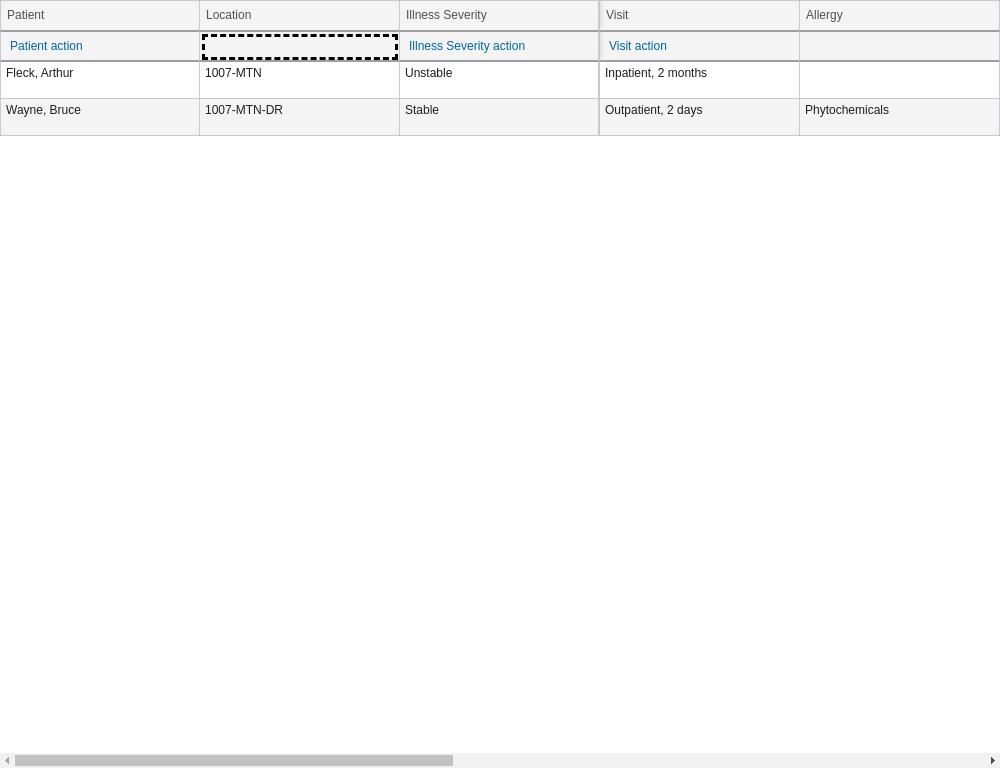 Patient Location Illness Severity Visit Allergy
Patient action Illness Severity action Visit action
Fleck, Arthur 1007-MTN Unstable Inpatient, 2 months
Wayne, Bruce 1007-MTN-DR Stable Outpatient, 2 days Phytochemicals